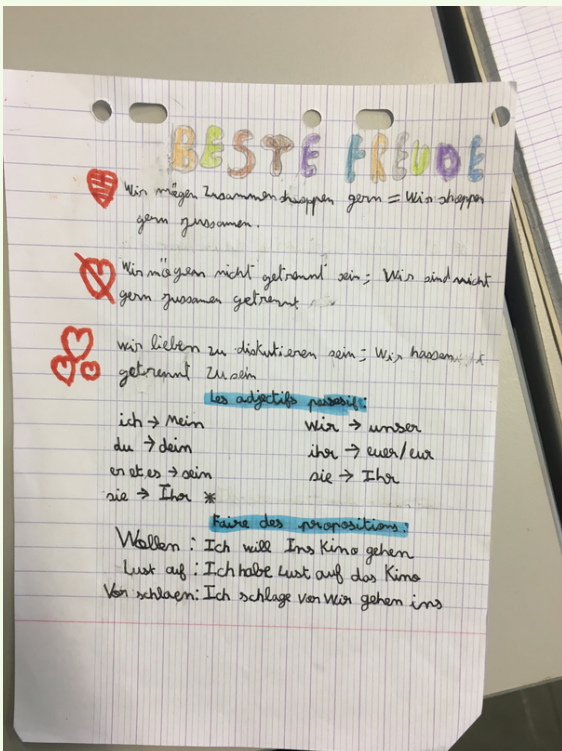 BESTE FREUDE
Wir mögen Zusammen shoppen gern = Wir shoppen
gern zussamen.
Wir mögen nicht getrennt sein; Wir sind nicht
gern zussamen getrennt
wir lieben zu diskutieren sein; Wir hassen
getrennt zu sein
Les adjectifs possessif:
ich → Mein
wir → unser
du → dein
ihr → euer/eur
er et es → sein
sie → Ihr
sie → Ihr *
Faire des propositions:
Wollen: Ich will Ins Kino gehen
Lust auf: Ich habe Lust auf das Kino
Vor schlaen: Ich schlage vor Wir gehen ins